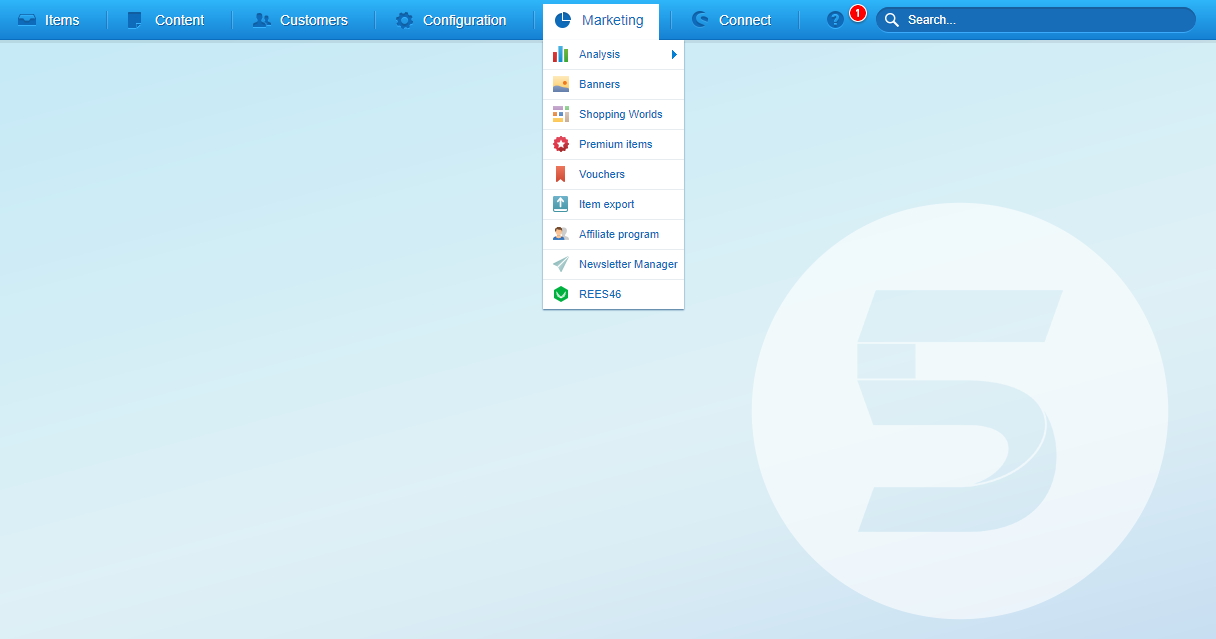 Items
Content
Customers
Configuration
Marketing
Connect
?
1
Search...
Analysis
Banners
Shopping Worlds
Premium items
Vouchers
Item export
Affiliate program
Newsletter Manager
REES46
5